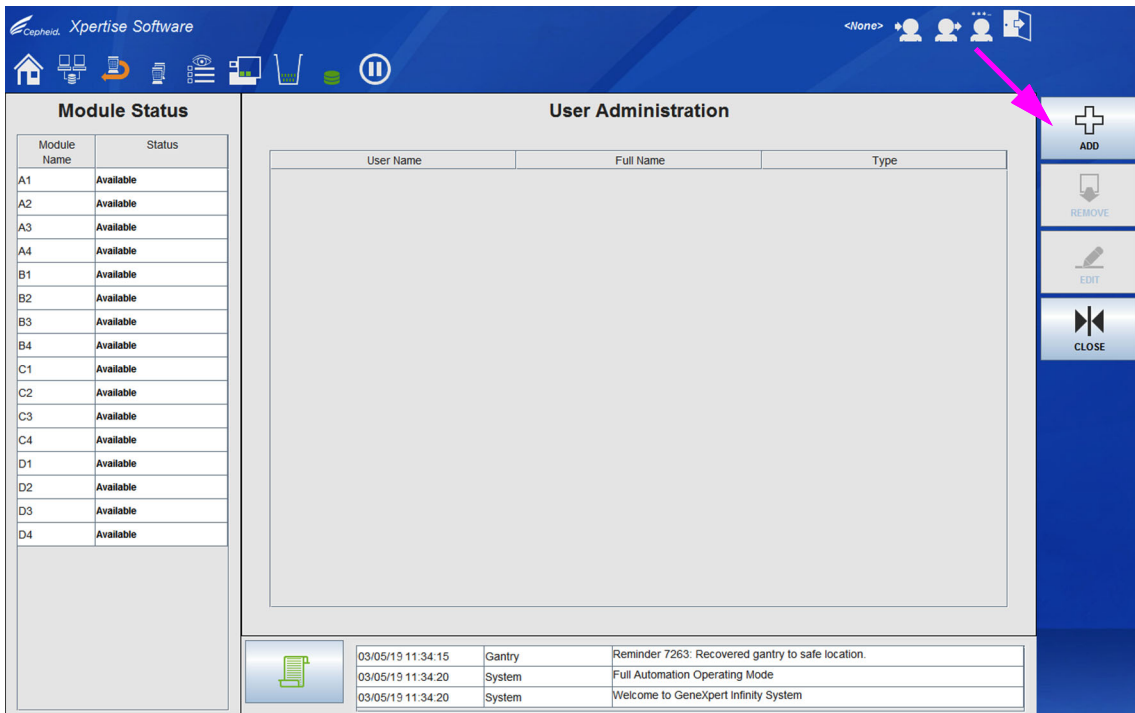 Cepheid. Xpertise Software
<None>
Module Status
Module Name Status
A1 Available
A2 Available
A3 Available
A4 Available
B1 Available
B2 Available
B3 Available
B4 Available
C1 Available
C2 Available
C3 Available
C4 Available
D1 Available
D2 Available
D3 Available
D4 Available
User Administration
User Name Full Name Type
03/05/19 11:34:15 Gantry Reminder 7263: Recovered gantry to safe location.
03/05/19 11:34:20 System Full Automation Operating Mode
03/05/19 11:34:20 System Welcome to GeneXpert Infinity System
ADD
REMOVE
EDIT
CLOSE